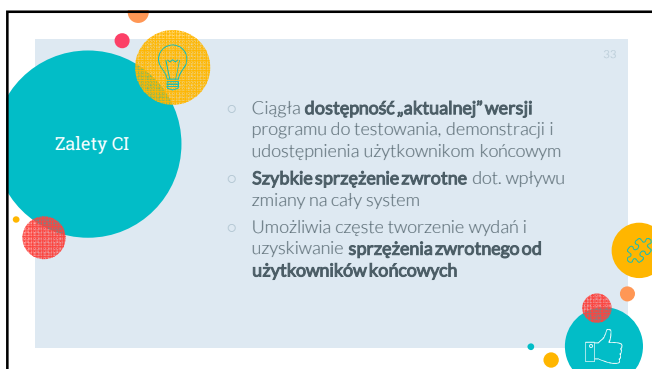 33
Zalety CI
○ Ciągła dostępność „aktualnej” wersji
programu do testowania, demonstracji i
udostępnienia użytkownikom końcowym
○ Szybkie sprzężenie zwrotne dot. wpływu
zmiany na cały system
○ Umożliwia częste tworzenie wydań i
uzyskiwanie sprzężenia zwrotnego od
użytkowników końcowych